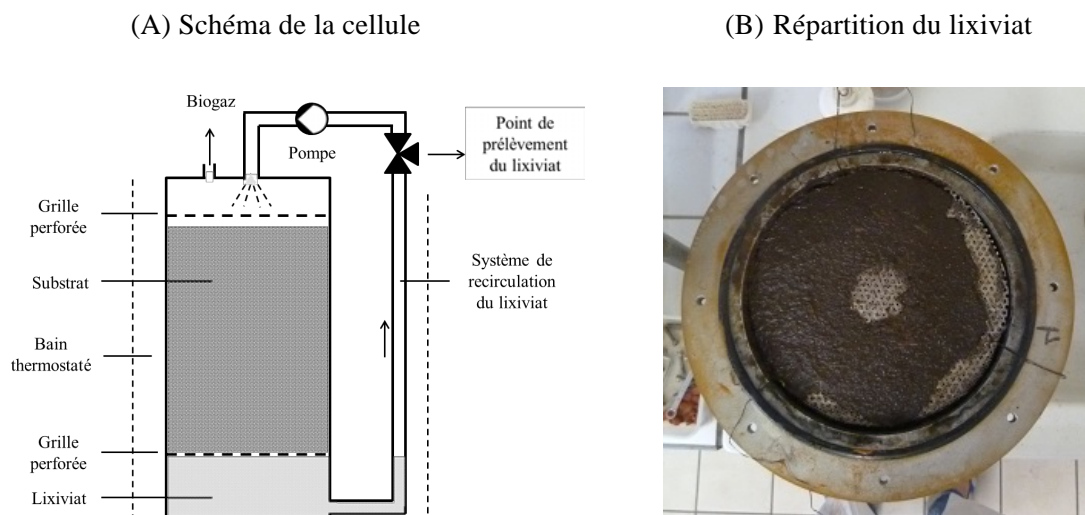 (A) Schéma de la cellule
(B) Répartition du lixiviat
Biogaz
Pompe
Point de
prélèvement
du lixiviat
Grille
perforée
Substrat
Système de
recirculation
du lixiviat
Bain
thermostaté
Grille
perforée
Lixiviat